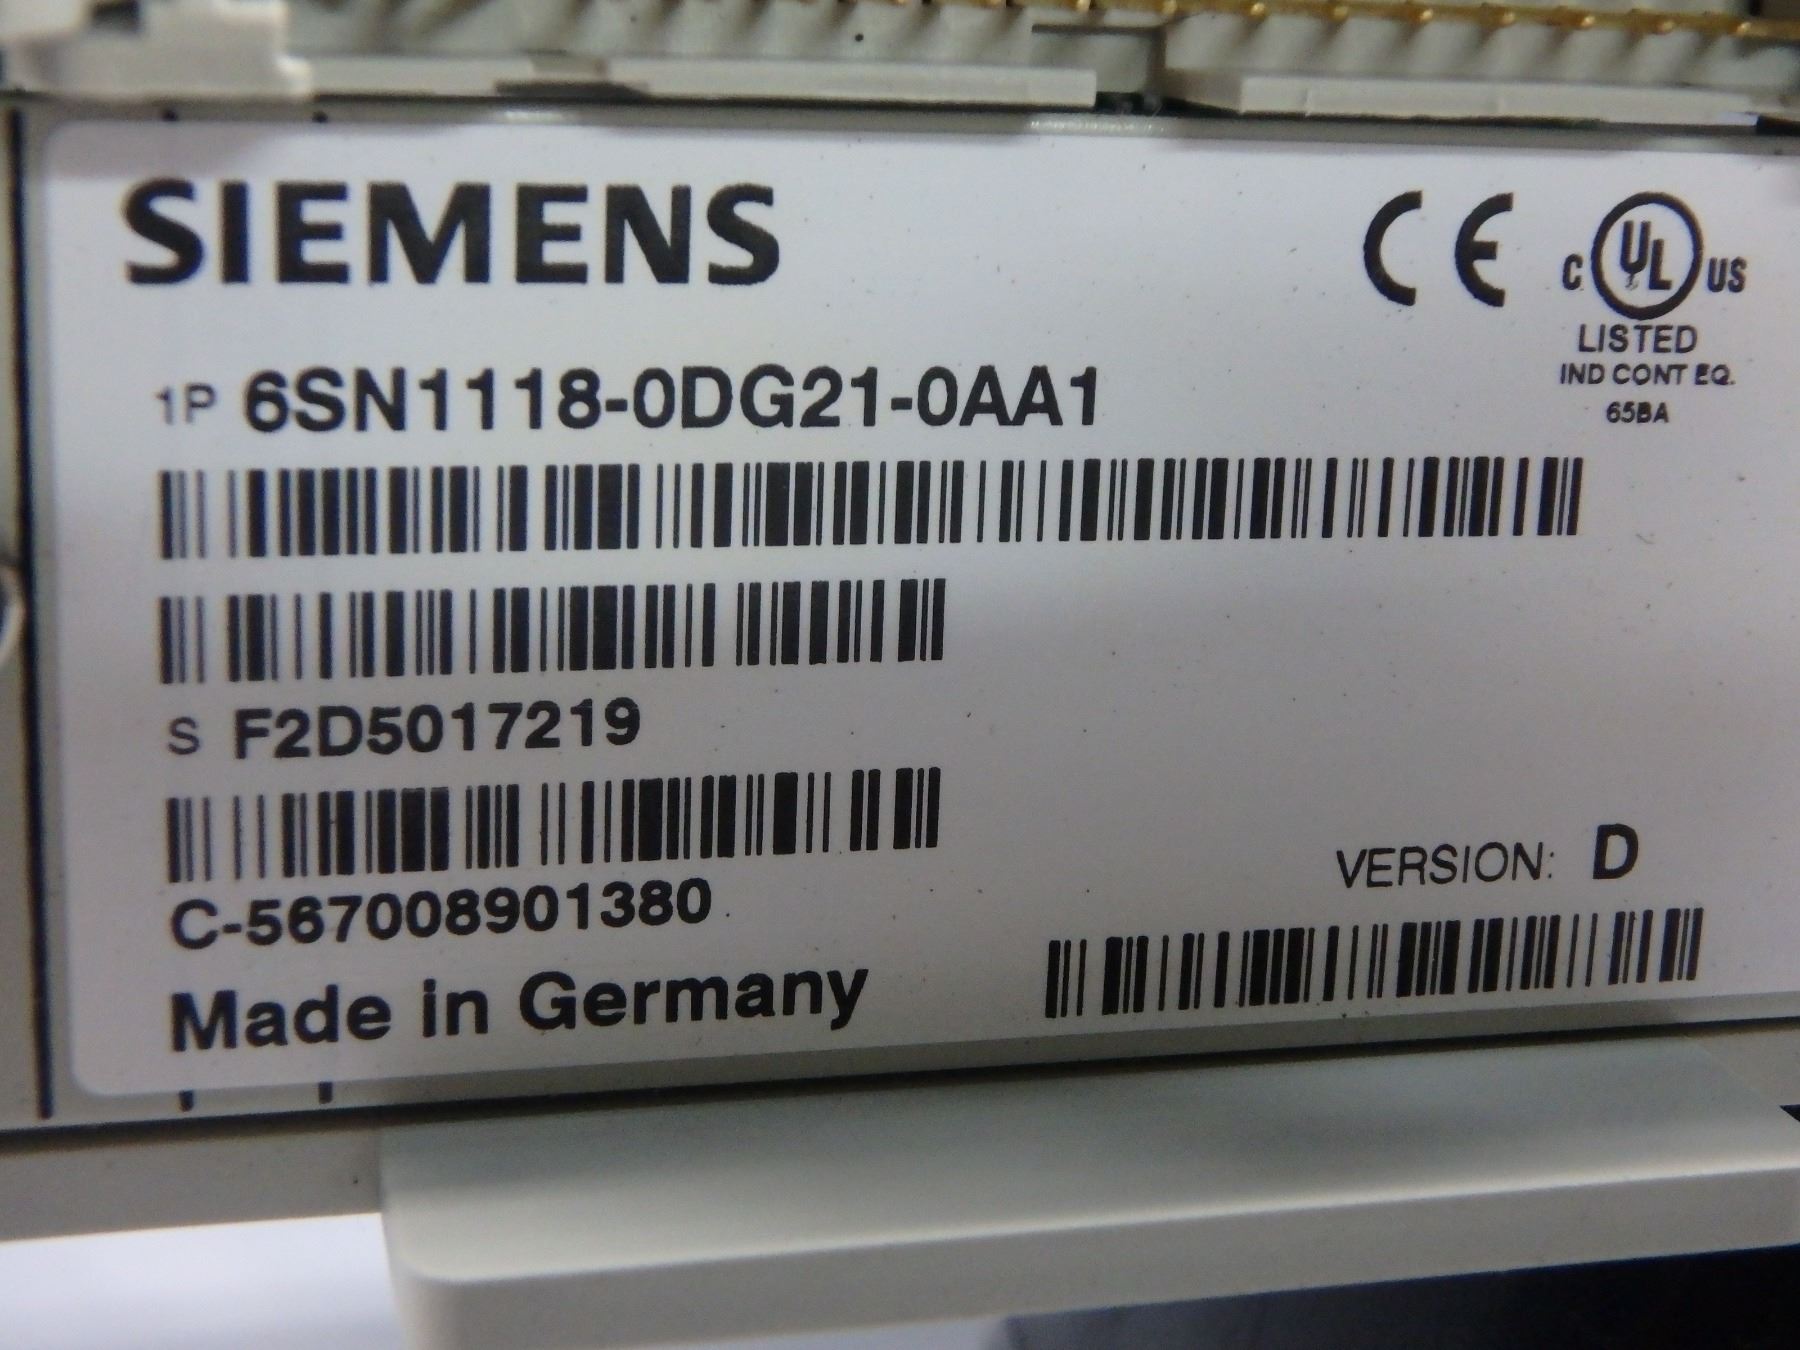 SIEMENS
CE
C UL US
LISTED
IND CONT EQ.
65BA
1P 6SN1118-0DG21-0AA1
S F2D5017219
C-567008901380
VERSION: D
Made in Germany